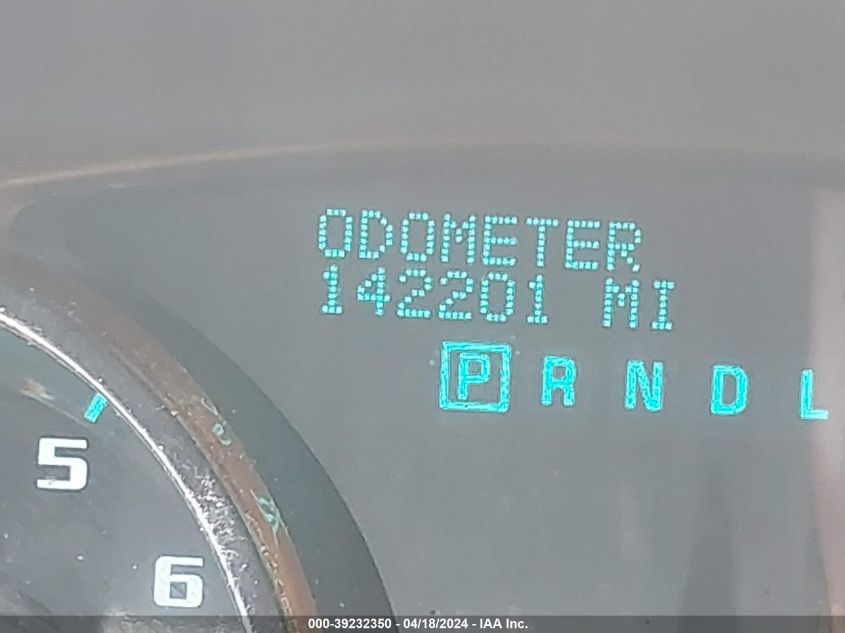 ODOMETER
142201 MI
P R N D L
5
6
000-39232350 - 04/18/2024 - IAA Inc.